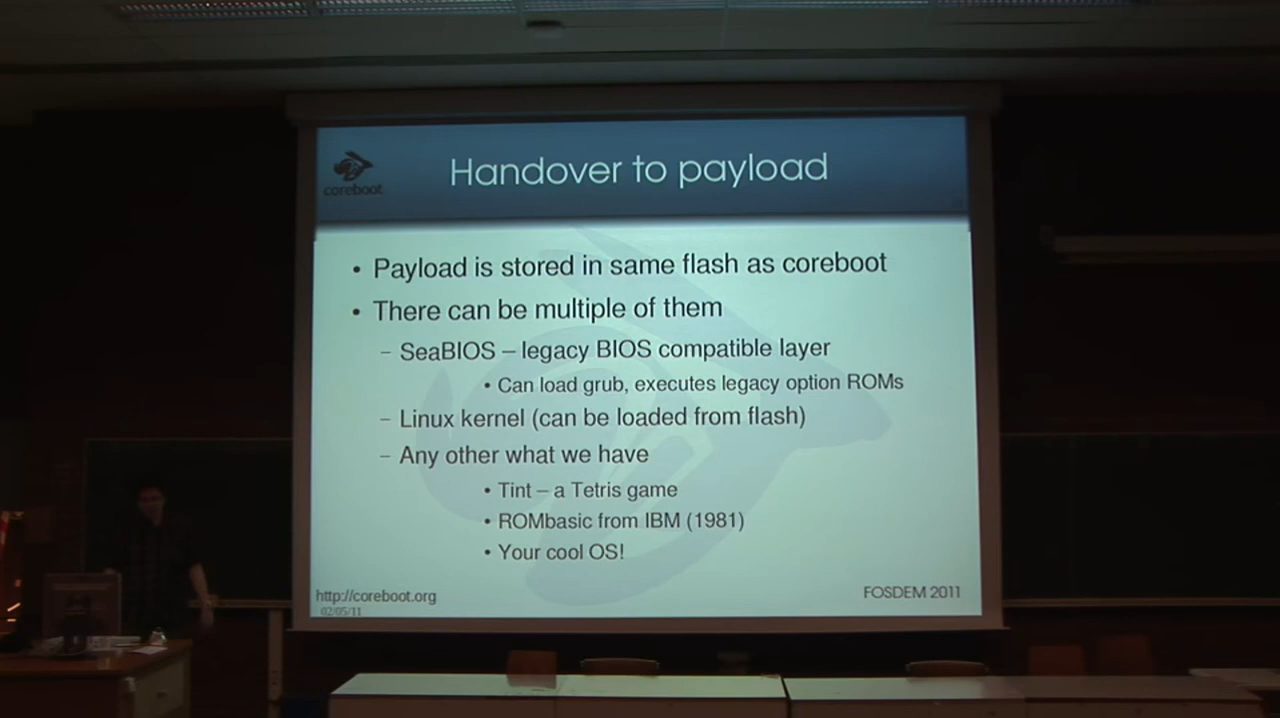 coreboot
Handover to payload
• Payload is stored in same flash as coreboot
• There can be multiple of them
– SeaBIOS – legacy BIOS compatible layer
• Can load grub, executes legacy option ROMs
– Linux kernel (can be loaded from flash)
– Any other what we have
• Tint – a Tetris game
• ROMbasic from IBM (1981)
• Your cool OS!
http://coreboot.org
FOSDEM 2011
02/05/11